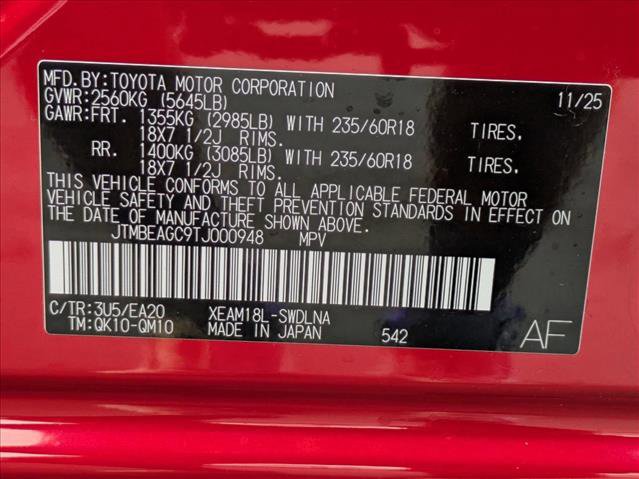 MFD.BY:TOYOTA MOTOR CORPORATION 11/25
GVWR:2560KG (5645LB)
GAWR:FRT. 1355KG (2985LB) WITH 235/60R18 TIRES.
18X7 1/2J RIMS.
RR. 1400KG (3085LB) WITH 235/60R18 TIRES.
18X7 1/2J RIMS.
THIS VEHICLE CONFORMS TO ALL APPLICABLE FEDERAL MOTOR
VEHICLE SAFETY AND THEFT PREVENTION STANDARDS IN EFFECT ON
THE DATE OF MANUFACTURE SHOWN ABOVE.
JTMBEAGC9TJ000948 MPV
C/TR:3U5/EA20 XEAM18L-SWDLNA
TM:QK10-QM10 MADE IN JAPAN 542 AF